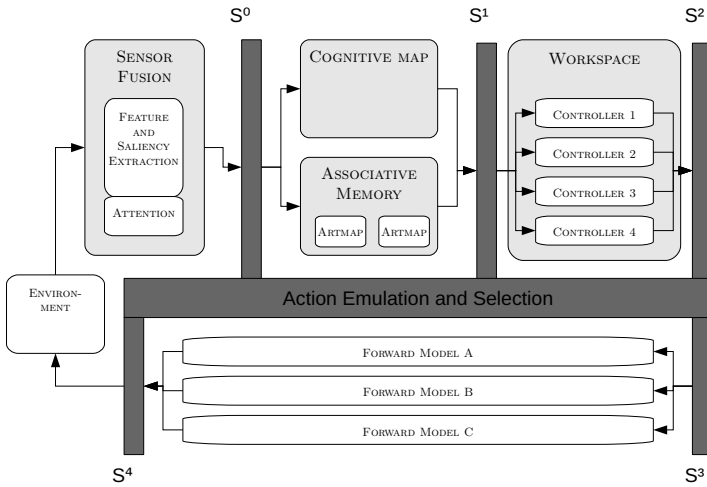 S⁰
S¹
S²
SENSOR
FUSION
FEATURE
AND
SALIENCY
EXTRACTION
ATTENTION
COGNITIVE MAP
ASSOCIATIVE
MEMORY
ARTMAP
ARTMAP
WORKSPACE
CONTROLLER 1
CONTROLLER 2
CONTROLLER 3
CONTROLLER 4
ENVIRON-
MENT
Action Emulation and Selection
FORWARD MODEL A
FORWARD MODEL B
FORWARD MODEL C
S⁴
S³